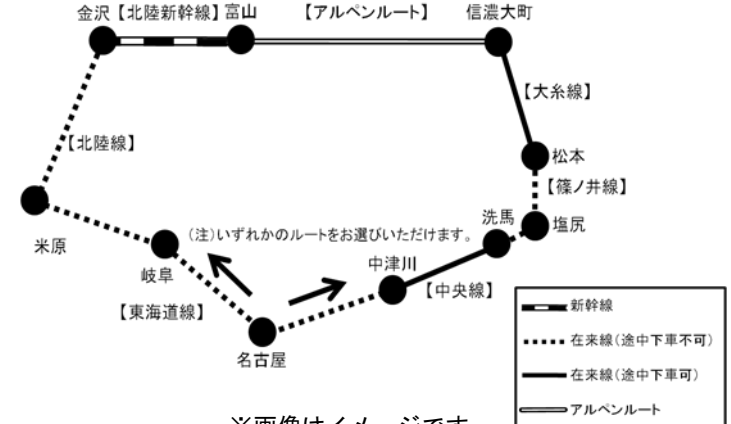 金沢【北陸新幹線】富山
【アルペンルート】
信濃大町
【大糸線】
【北陸線】
松本
【篠ノ井線】
洗馬
塩尻
(注)いずれかのルートをお選びいただけます。
米原
岐阜
中津川
【中央線】
【東海道線】
名古屋
新幹線
在来線(途中下車不可)
在来線(途中下車可)
アルペンルート
※画像はイメージです